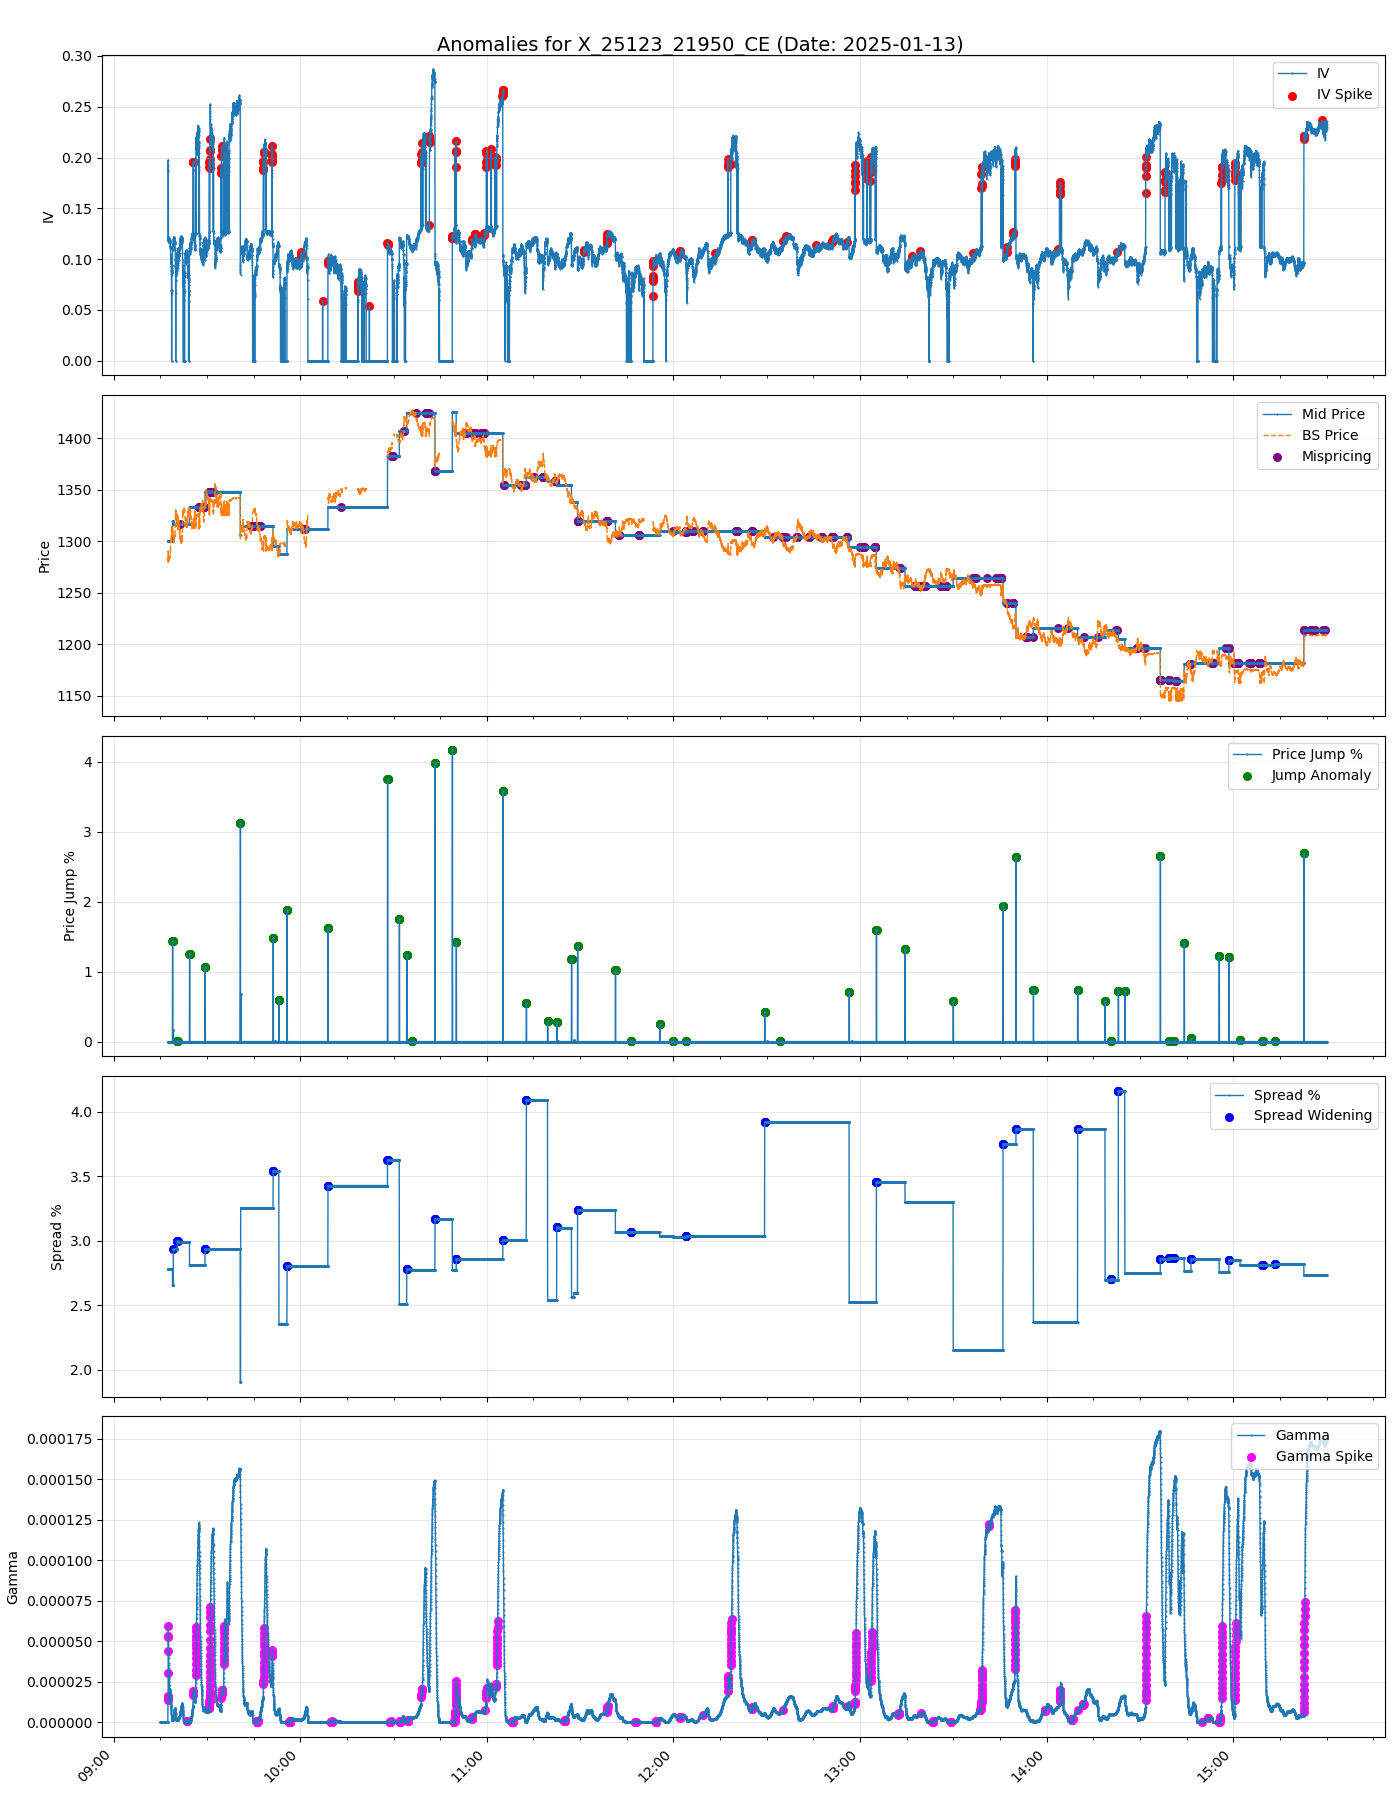 Anomalies for X_25123_21950_CE (Date: 2025-01-13)
0.30
0.25
0.20
0.15
0.10
0.05
0.00
IV
IV
IV Spike
1400
1350
1300
1250
1200
1150
Price
Mid Price
BS Price
Mispricing
4
3
2
1
0
Price Jump %
Price Jump %
Jump Anomaly
4.0
3.5
3.0
2.5
2.0
Spread %
Spread %
Spread Widening
0.000175
0.000150
0.000125
0.000100
0.000075
0.000050
0.000025
0.000000
Gamma
Gamma
Gamma Spike
09:00
10:00
11:00
12:00
13:00
14:00
15:00